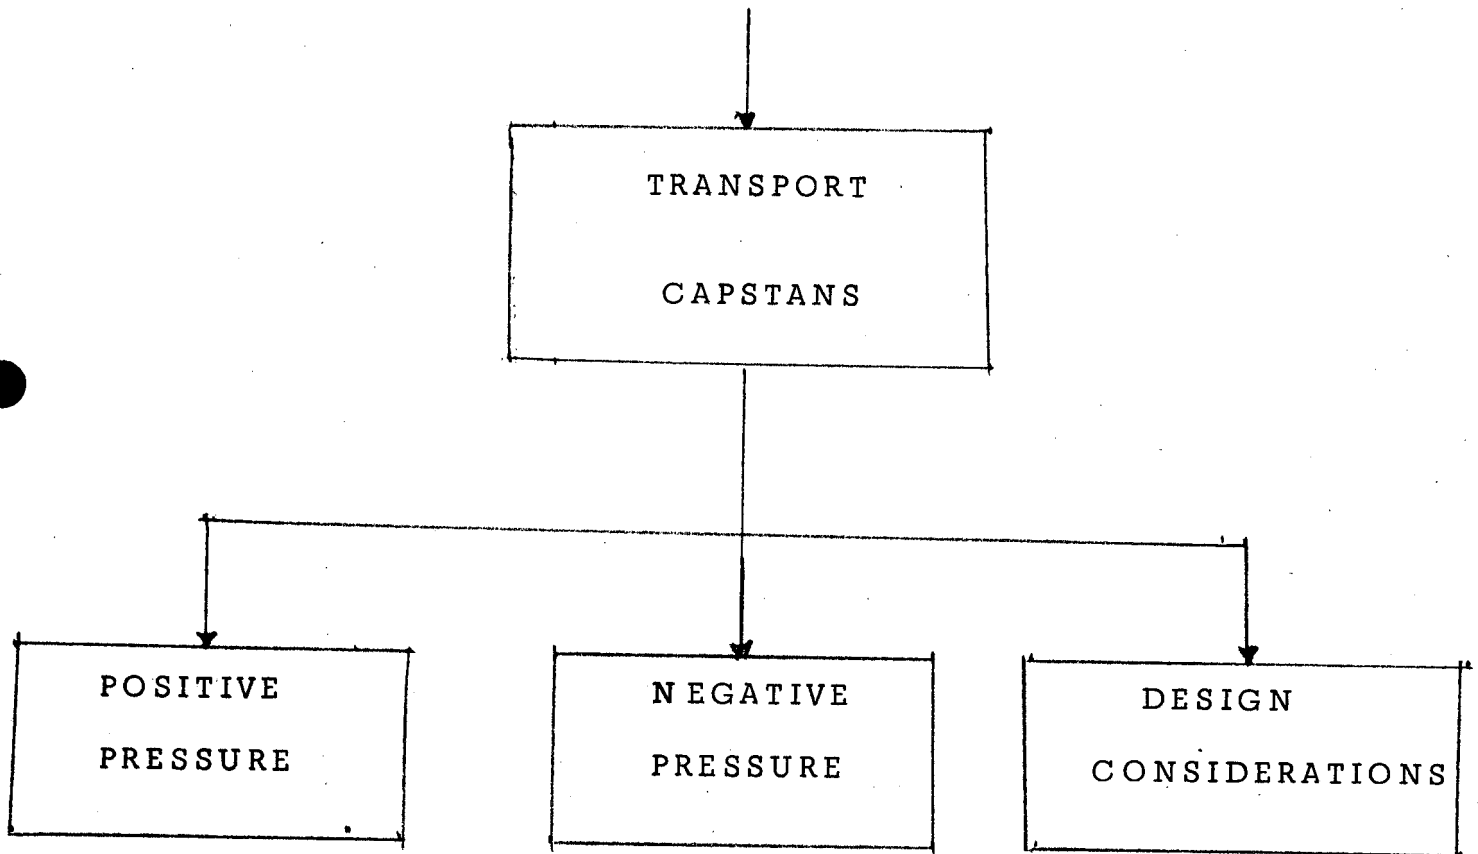 TRANSPORT
CAPSTANS
POSITIVE
PRESSURE
NEGATIVE
PRESSURE
DESIGN
CONSIDERATIONS